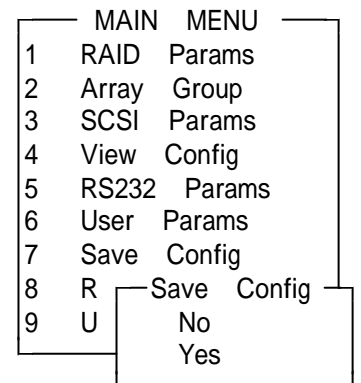 MAIN MENU
1 RAID Params
2 Array Group
3 SCSI Params
4 View Config
5 RS232 Params
6 User Params
7 Save Config
8 R
9 U
Save Config
No
Yes